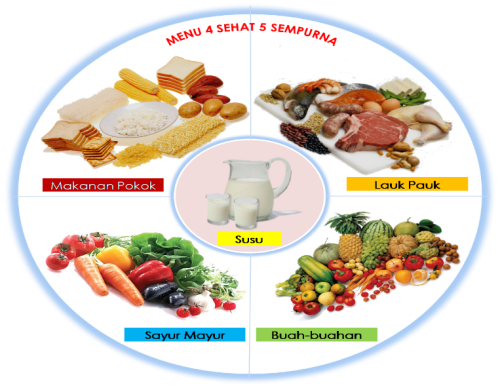 MENU 4 SEHAT 5 SEMPURNA
Makanan Pokok
Lauk Pauk
Susu
Sayur Mayur
Buah-buahan